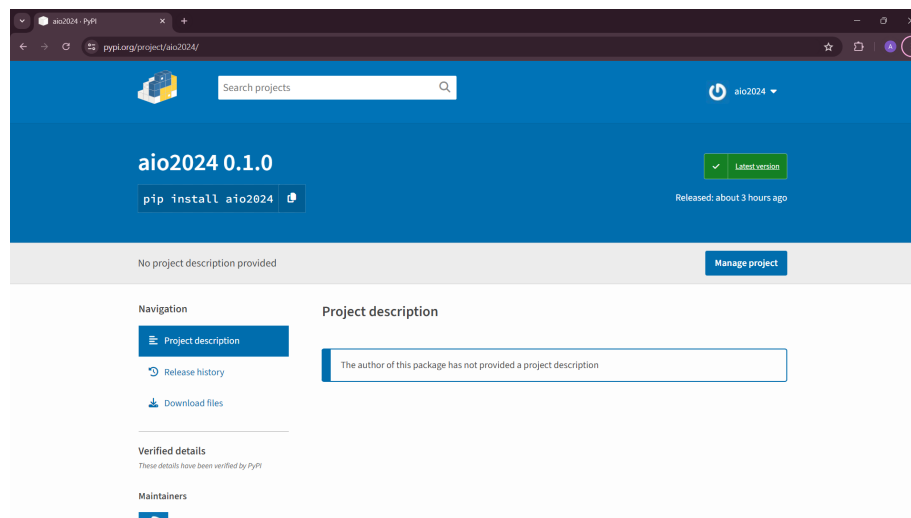 aio2024 · PyPI
pypi.org/project/aio2024/
A
Search projects
aio2024
aio2024 0.1.0
Latest version
pip install aio2024
Released: about 3 hours ago
No project description provided
Manage project
Navigation
Project description
Project description
The author of this package has not provided a project description
Release history
Download files
Verified details
These details have been verified by PyPI
Maintainers